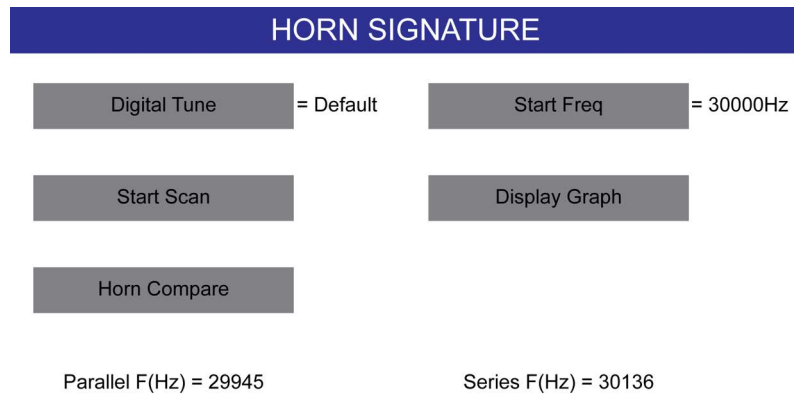 HORN SIGNATURE
Digital Tune = Default Start Freq = 30000Hz
Start Scan Display Graph
Horn Compare
Parallel F(Hz) = 29945 Series F(Hz) = 30136